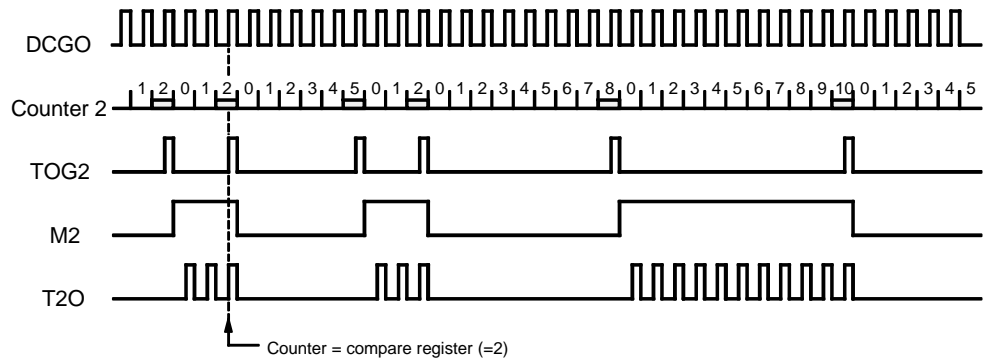 DCGO
Counter 2 1 2 0 1 2 0 1 2 3 4 5 0 1 2 0 1 2 3 4 5 6 7 8 0 1 2 3 4 5 6 7 8 9 10 0 1 2 3 4 5
TOG2
M2
T2O
Counter = compare register (=2)